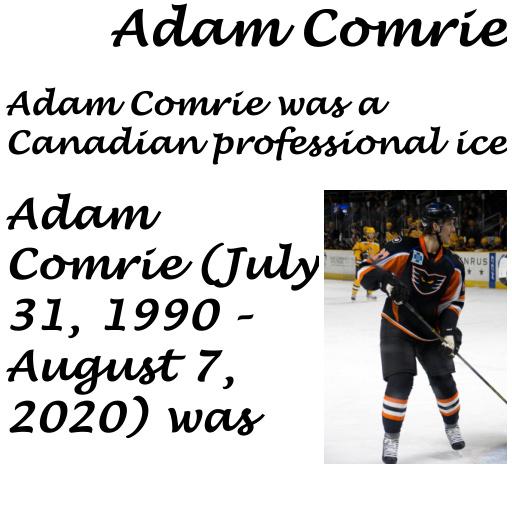 Adam Comrie
Adam Comrie was a
Canadian professional ice
Adam
Comrie (July
31, 1990 –
August 7,
2020) was